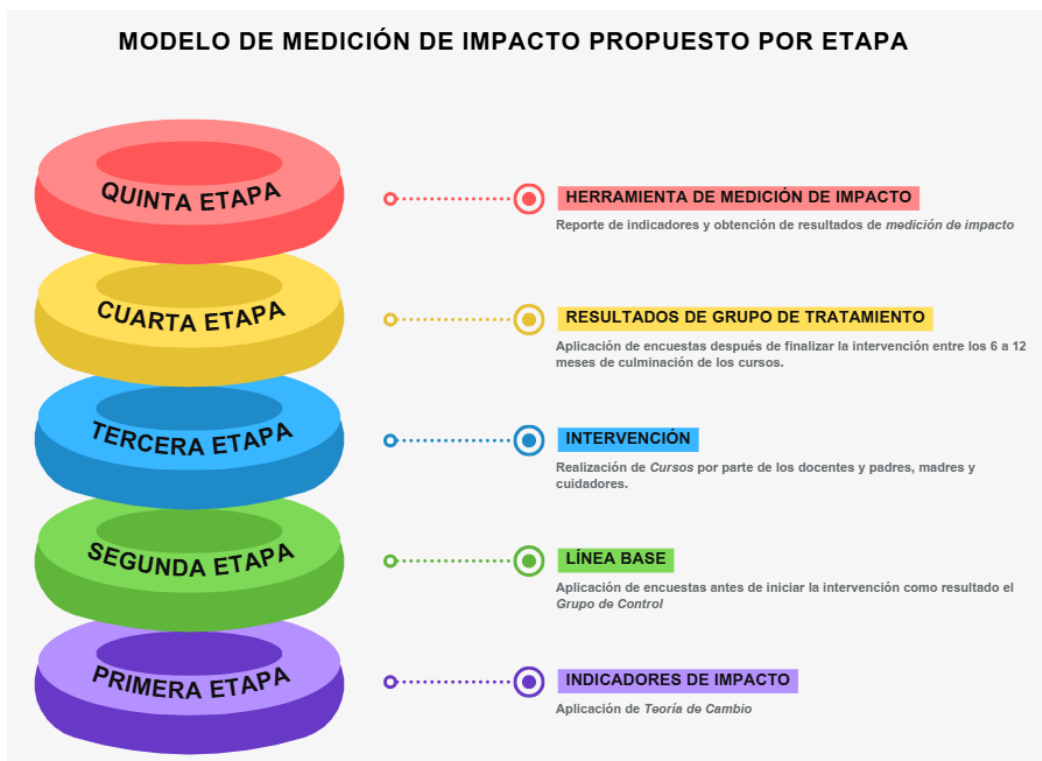 MODELO DE MEDICIÓN DE IMPACTO PROPUESTO POR ETAPA
QUINTA ETAPA
HERRAMIENTA DE MEDICIÓN DE IMPACTO
Reporte de indicadores y obtención de resultados de medición de impacto
CUARTA ETAPA
RESULTADOS DE GRUPO DE TRATAMIENTO
Aplicación de encuestas después de finalizar la intervención entre los 6 a 12
meses de culminación de los cursos.
TERCERA ETAPA
INTERVENCIÓN
Realización de Cursos por parte de los docentes y padres, madres y
cuidadores.
SEGUNDA ETAPA
LÍNEA BASE
Aplicación de encuestas antes de iniciar la intervención como resultado el
Grupo de Control
PRIMERA ETAPA
INDICADORES DE IMPACTO
Aplicación de Teoría de Cambio